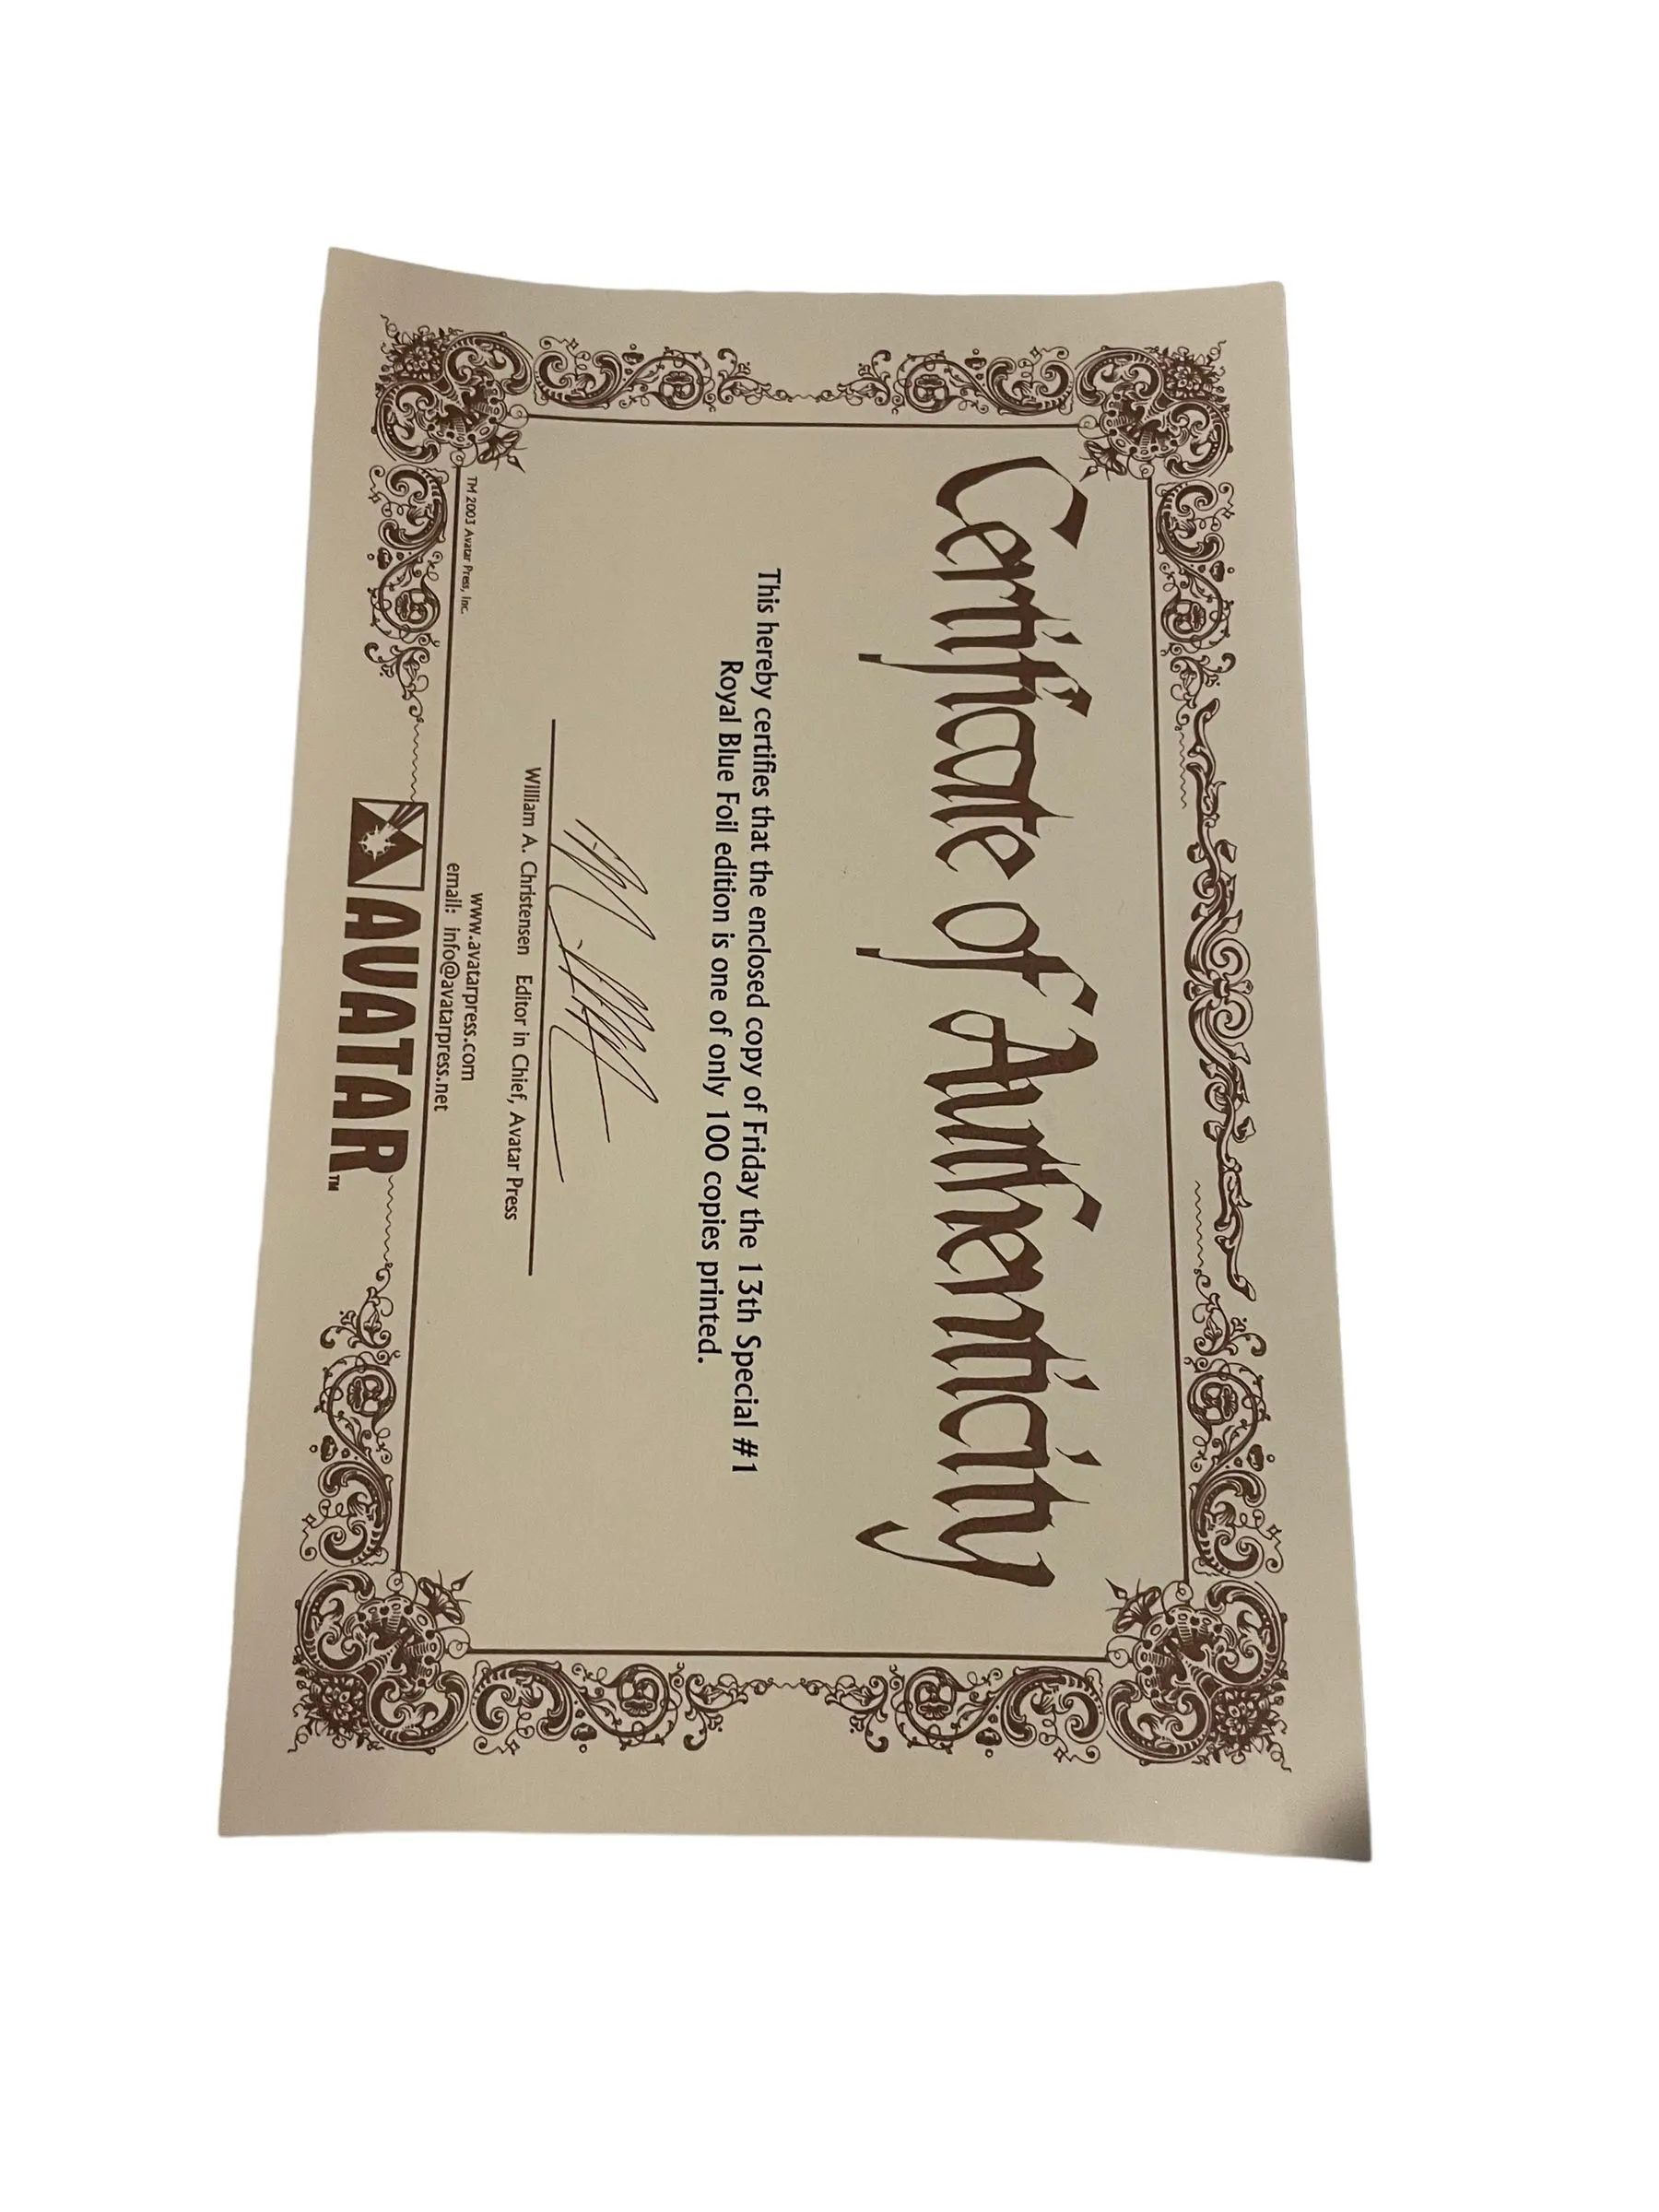 Certificate of Authenticity
This hereby certifies that the enclosed copy of Friday the 13th Special #1
Royal Blue Foil edition is one of only 100 copies printed.
William A. Christensen Editor in Chief, Avatar Press
www.avatarpress.com
email: info@avatarpress.net
TM 2003 Avatar Press, Inc.
AVATAR™